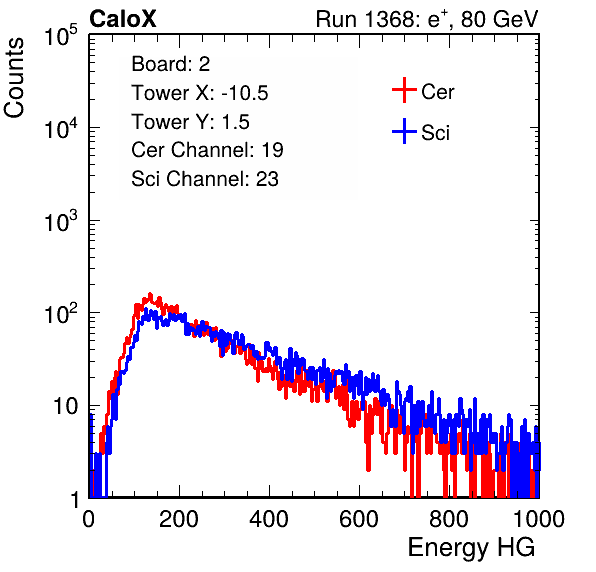 CaloX Run 1368: e⁺, 80 GeV
Counts
10⁵
10⁴
10³
10²
10
1
Board: 2
Tower X: -10.5
Tower Y: 1.5
Cer Channel: 19
Sci Channel: 23
Cer
Sci
0 200 400 600 800 1000
Energy HG